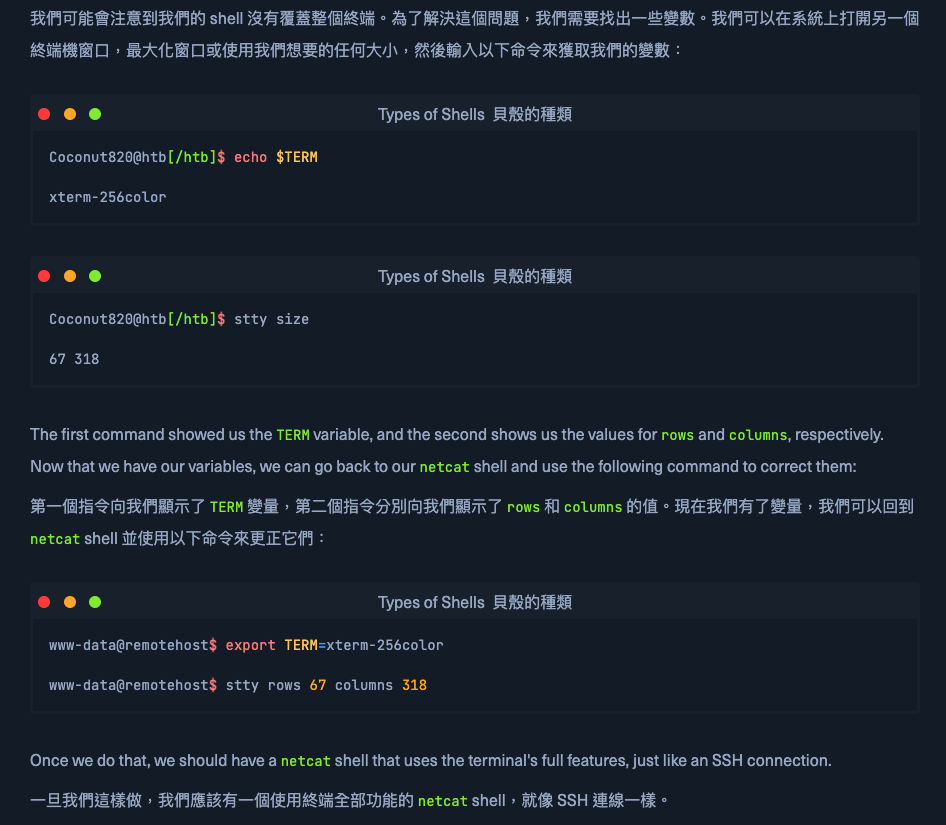 我們可能會注意到我們的 shell 沒有覆蓋整個終端。為了解決這個問題，我們需要找出一些變數。我們可以在系統上打開另一個
終端機窗口，最大化窗口或使用我們想要的任何大小，然後輸入以下命令來獲取我們的變數：
Types of Shells 貝殼的種類
Coconut820@htb[/htb]$ echo $TERM
xterm-256color
Types of Shells 貝殼的種類
Coconut820@htb[/htb]$ stty size
67 318
The first command showed us the TERM variable, and the second shows us the values for rows and columns, respectively.
Now that we have our variables, we can go back to our netcat shell and use the following command to correct them:
第一個指令向我們顯示了 TERM 變量，第二個指令分別向我們顯示了 rows 和 columns 的值。現在我們有了變量，我們可以回到
netcat shell 並使用以下命令來更正它們：
Types of Shells 貝殼的種類
www-data@remotehost$ export TERM=xterm-256color
www-data@remotehost$ stty rows 67 columns 318
Once we do that, we should have a netcat shell that uses the terminal's full features, just like an SSH connection.
一旦我們這樣做，我們應該有一個使用終端全部功能的 netcat shell，就像 SSH 連線一樣。